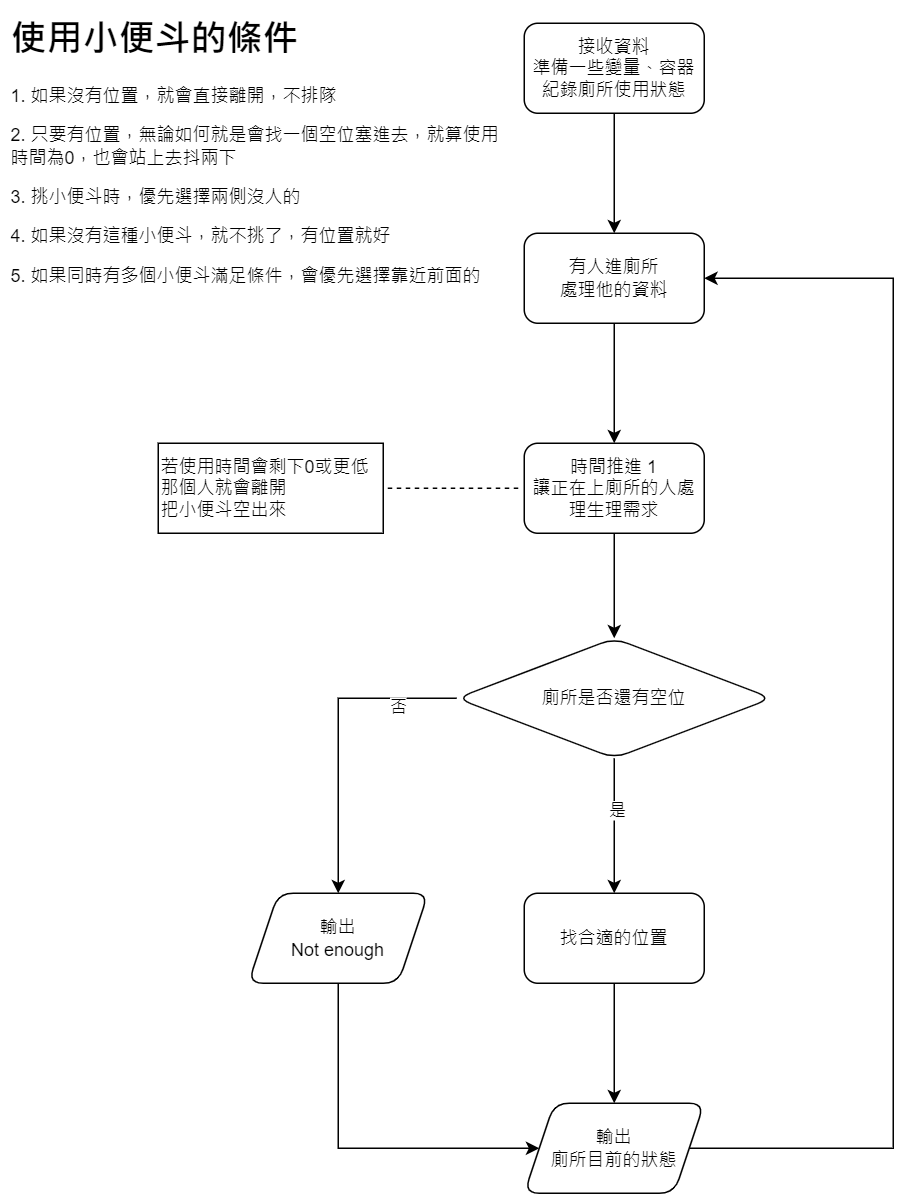 使用小便斗的條件
1. 如果沒有位置，就會直接離開，不排隊
2. 只要有位置，無論如何就是會找一個空位塞進去，就算使用
時間為0，也會站上去抖兩下
3. 挑小便斗時，優先選擇兩側沒人的
4. 如果沒有這種小便斗，就不挑了，有位置就好
5. 如果同時有多個小便斗滿足條件，會優先選擇靠近前面的
接收資料
準備一些變量、容器
紀錄廁所使用狀態
有人進廁所
處理他的資料
若使用時間會剩下0或更低
那個人就會離開
把小便斗空出來
時間推進 1
讓正在上廁所的人處
理生理需求
廁所是否還有空位
否
是
輸出
Not enough
找合適的位置
輸出
廁所目前的狀態